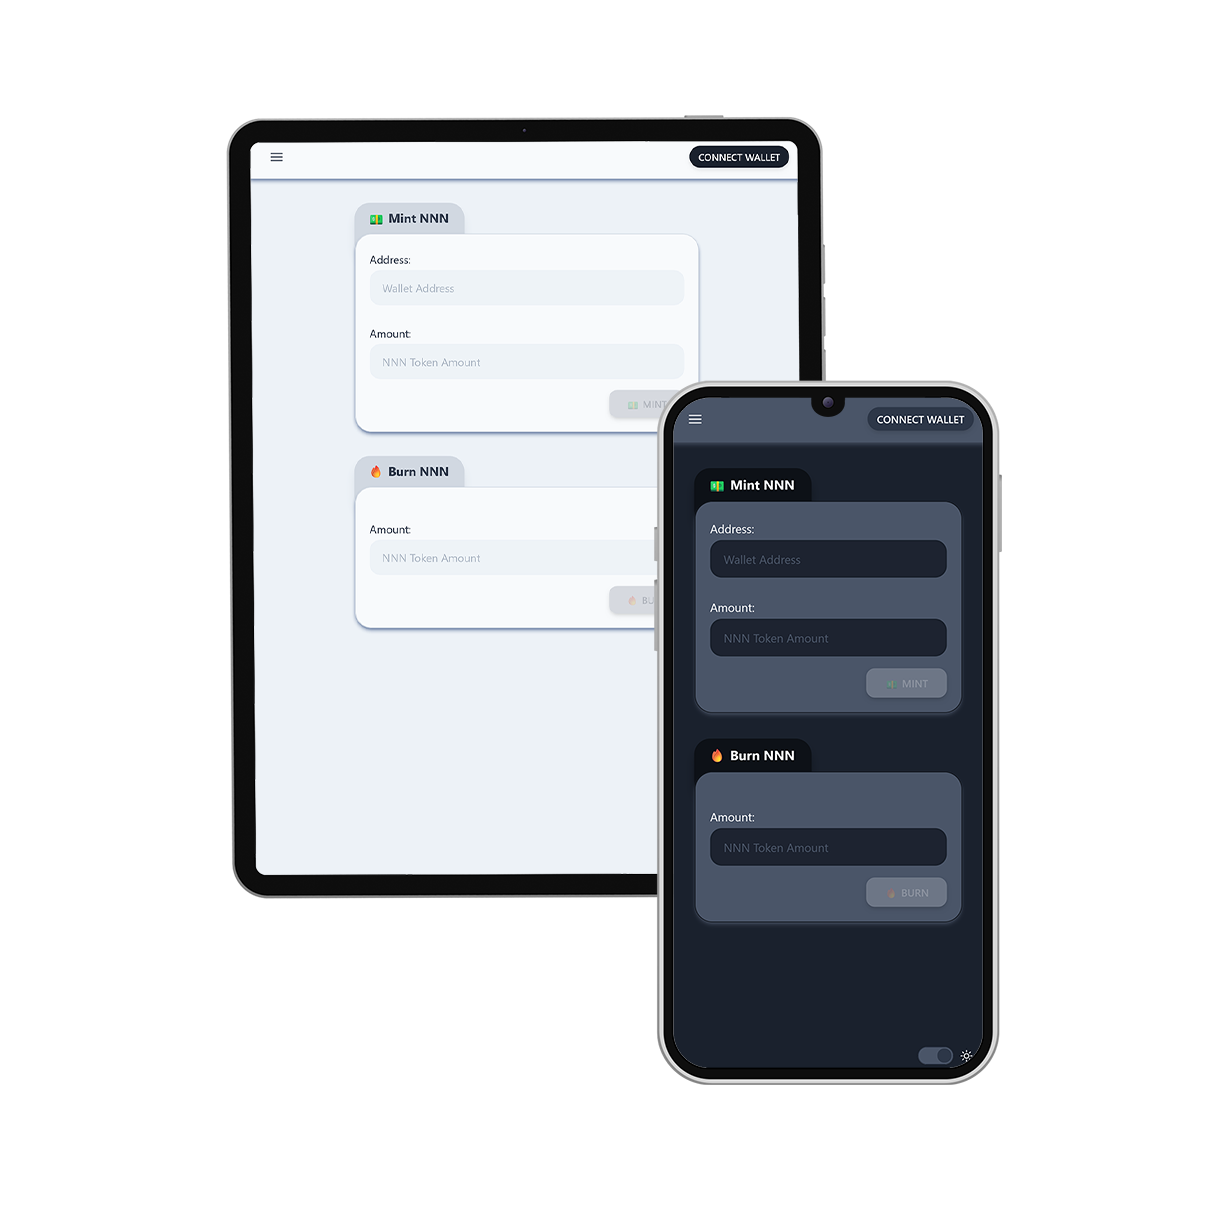 CONNECT WALLET
Mint NNN
Address:
Wallet Address
Amount:
NNN Token Amount
MINT
Burn NNN
Amount:
NNN Token Amount
BU
CONNECT WALLET
Mint NNN
Address:
Wallet Address
Amount:
NNN Token Amount
MINT
Burn NNN
Amount:
NNN Token Amount
BURN